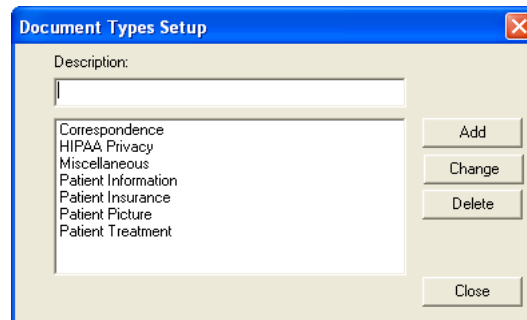 Document Types Setup
Description:
Correspondence
HIPAA Privacy
Miscellaneous
Patient Information
Patient Insurance
Patient Picture
Patient Treatment
Add
Change
Delete
Close